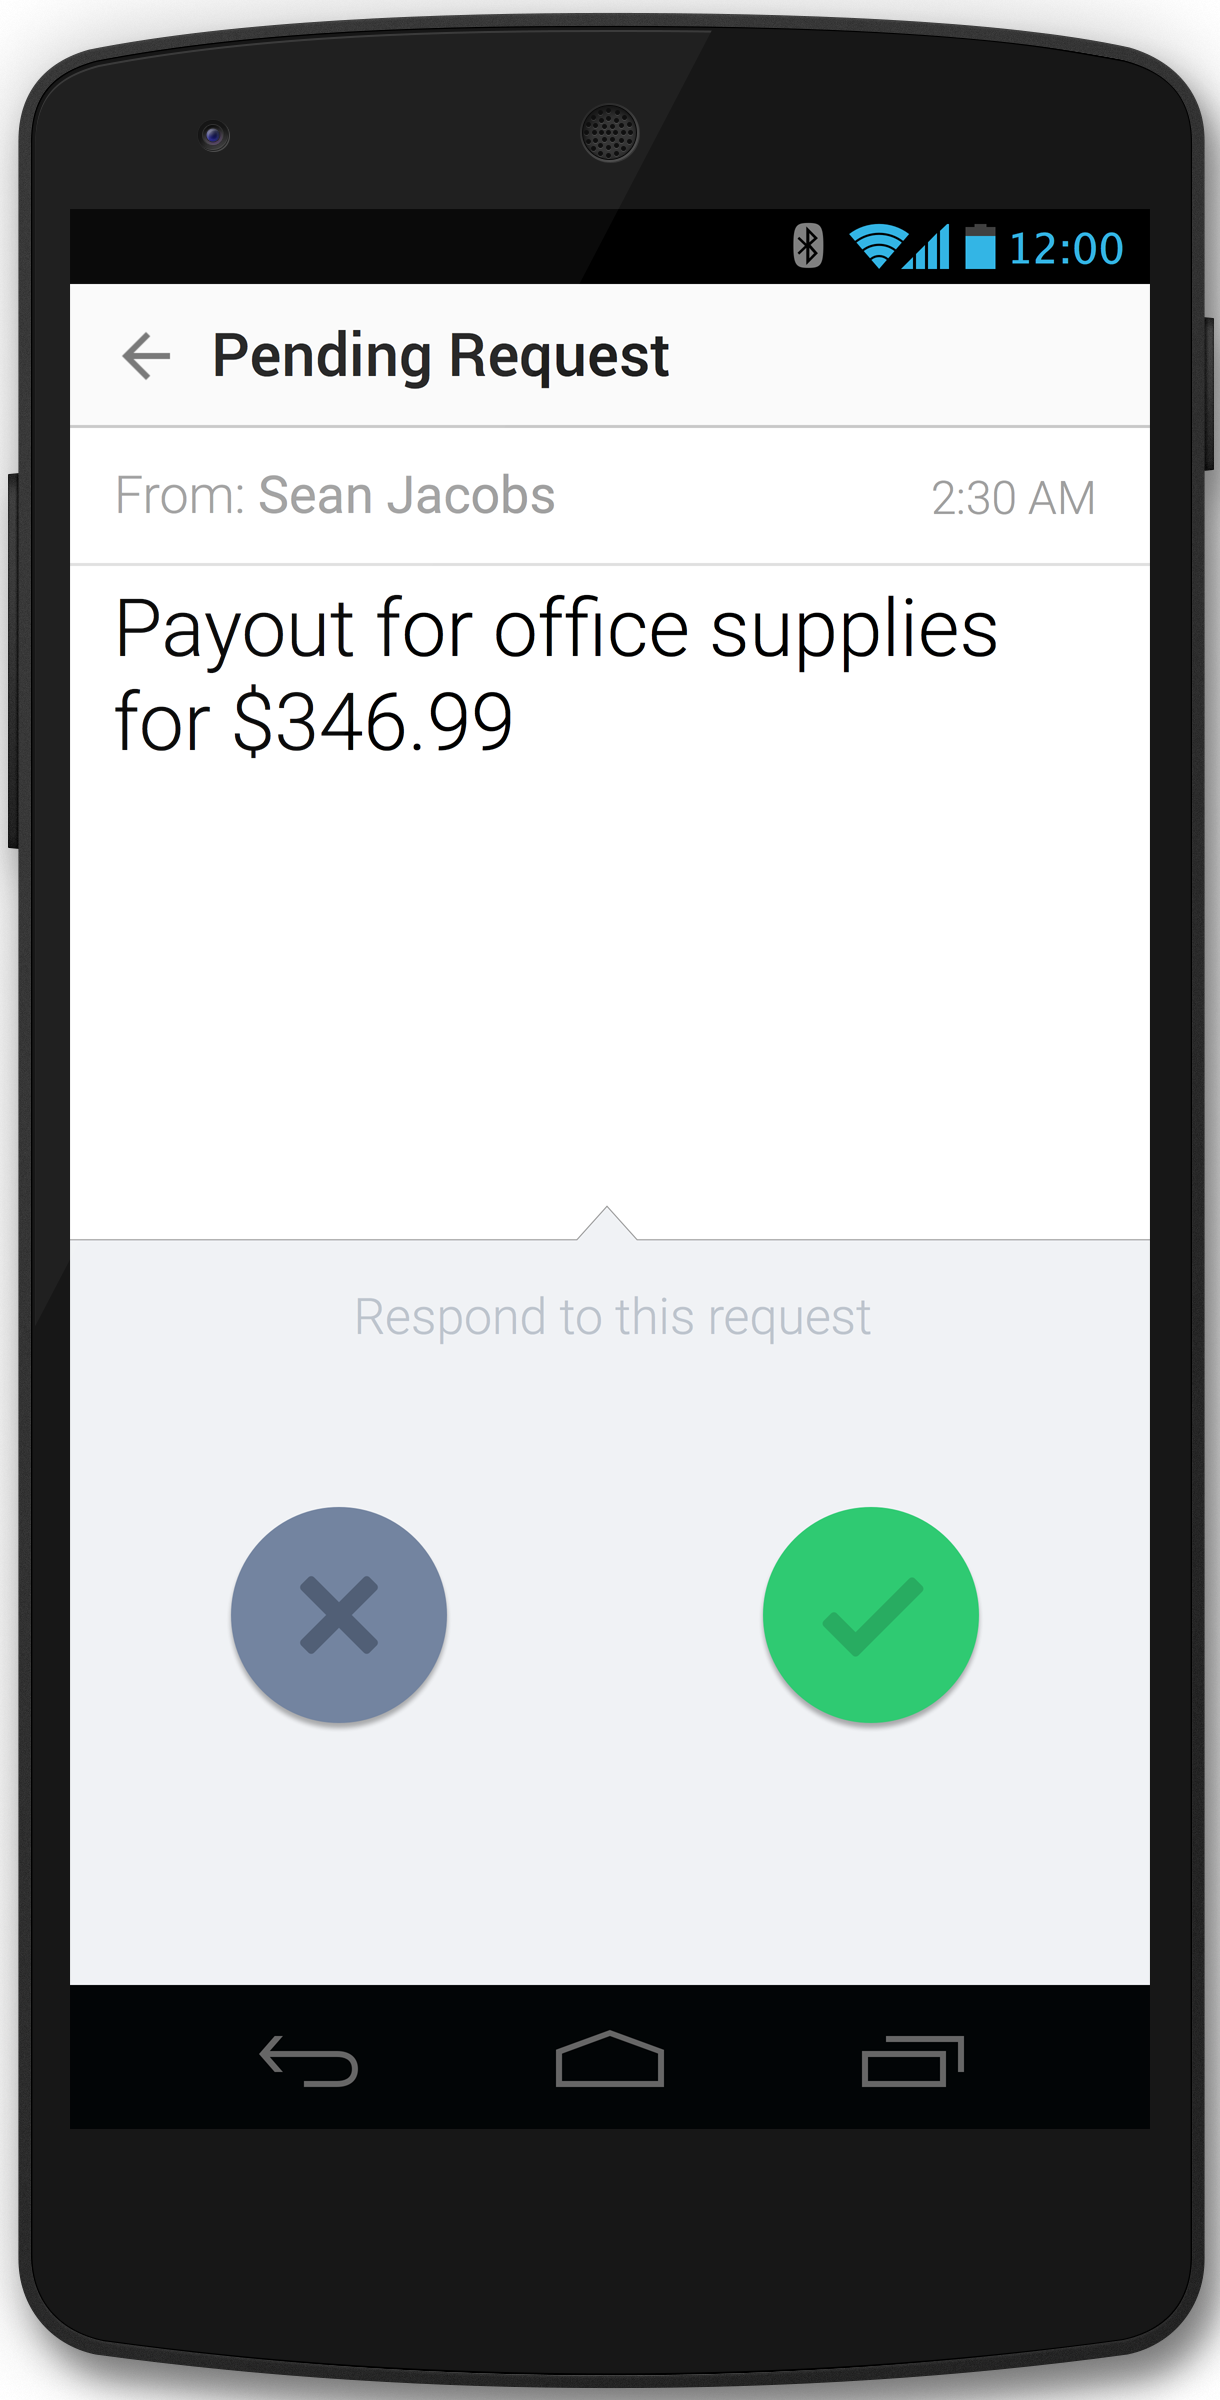 12:00
Pending Request
From: Sean Jacobs
2:30 AM
Payout for office supplies
for $346.99
Respond to this request